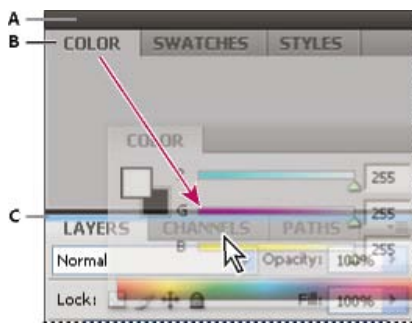 A
B COLOR SWATCHES STYLES
COLOR
R 255
C G 255
LAYERS CHANNELS PATHS
B 255
Normal Opacity: 100%
Lock: Fill: 100%